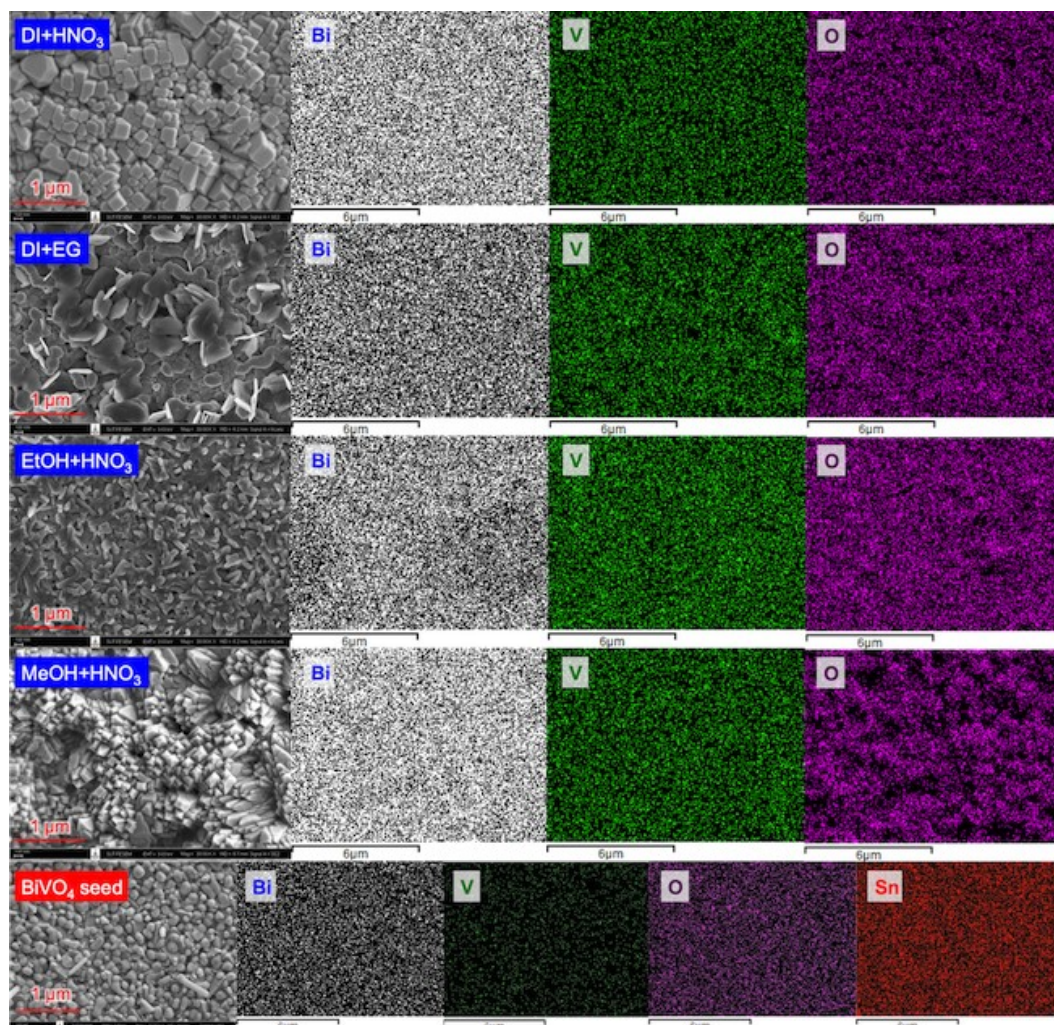 DI+HNO₃
Bi
V
O
1 µm
6µm
6µm
6µm
DI+EG
Bi
V
O
1 µm
6µm
6µm
6µm
EtOH+HNO₃
Bi
V
O
1 µm
6µm
6µm
6µm
MeOH+HNO₃
Bi
V
O
1 µm
6µm
6µm
6µm
BiVO₄ seed
Bi
V
O
Sn
1 µm